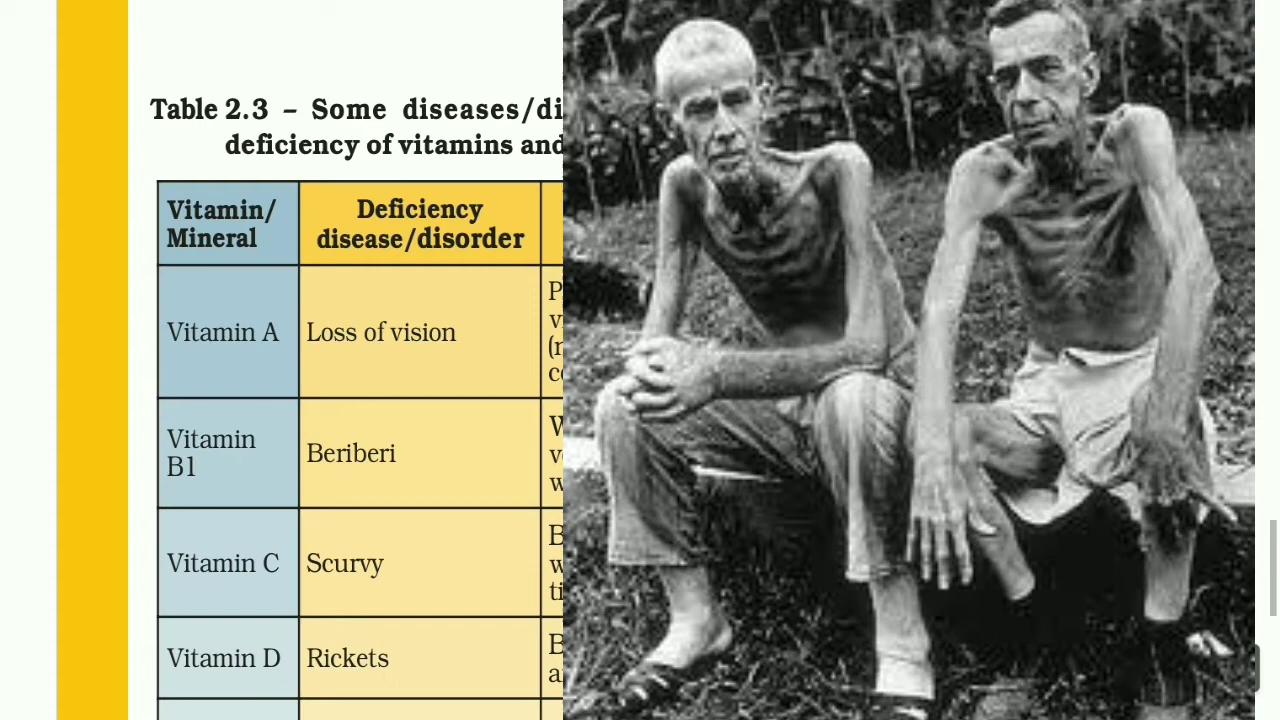 Table 2.3 – Some diseases/di
deficiency of vitamins and
Vitamin/
Mineral
Deficiency
disease/disorder
Vitamin A
Loss of vision
Vitamin
B1
Beriberi
Vitamin C
Scurvy
Vitamin D
Rickets